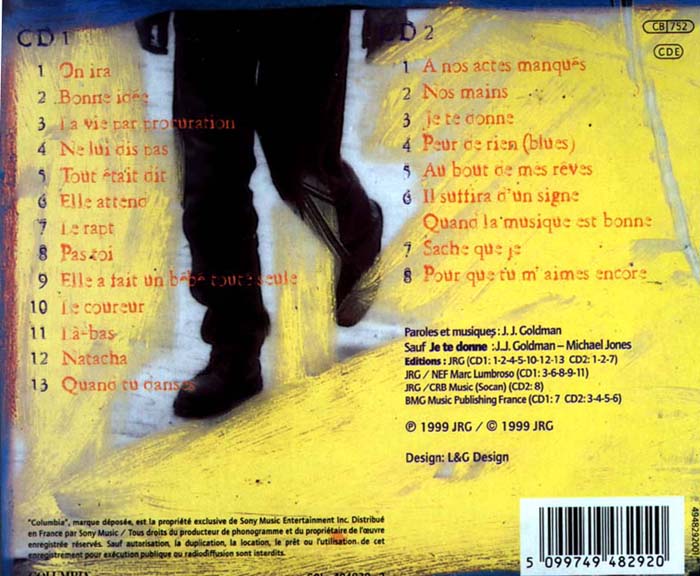 CD 1
1 On ira
2 Bonne idée
3 La vie par procuration
4 Ne lui dis pas
5 Tout était dit
6 Elle attend
7 Le rapt
8 Pas toi
9 Elle a fait un bébé toute seule
10 Le coureur
11 Là-bas
12 Natacha
13 Quand tu danses
CD 2
1 A nos actes manqués
2 Nos mains
3 Je te donne
4 Peur de rien (blues)
5 Au bout de mes rêves
6 Il suffira d'un signe
Quand la musique est bonne
7 Sache que je
8 Pour que tu m'aimes encore
CB 752
CDE
Paroles et musiques : J. J. Goldman
Sauf Je te donne : J.J. Goldman – Michael Jones
Editions : JRG (CD1: 1-2-4-5-10-12-13 CD2: 1-2-7)
JRG / NEF Marc Lumbroso (CD1: 3-6-8-9-11)
JRG / CRB Music (Socan) (CD2: 8)
BMG Music Publishing France (CD1: 7 CD2: 3-4-5-6)
℗ 1999 JRG / © 1999 JRG
Design: L&G Design
"Columbia", marque déposée, est la propriété exclusive de Sony Music Entertainment Inc. Distribué
en France par Sony Music / Tous droits du producteur de phonogramme et du propriétaire de l'œuvre
enregistrée réservés. Sauf autorisation, la duplication, la location, le prêt ou l'utilisation de cet
enregistrement pour exécution publique ou radiodiffusion sont interdits.
5 099749 482920